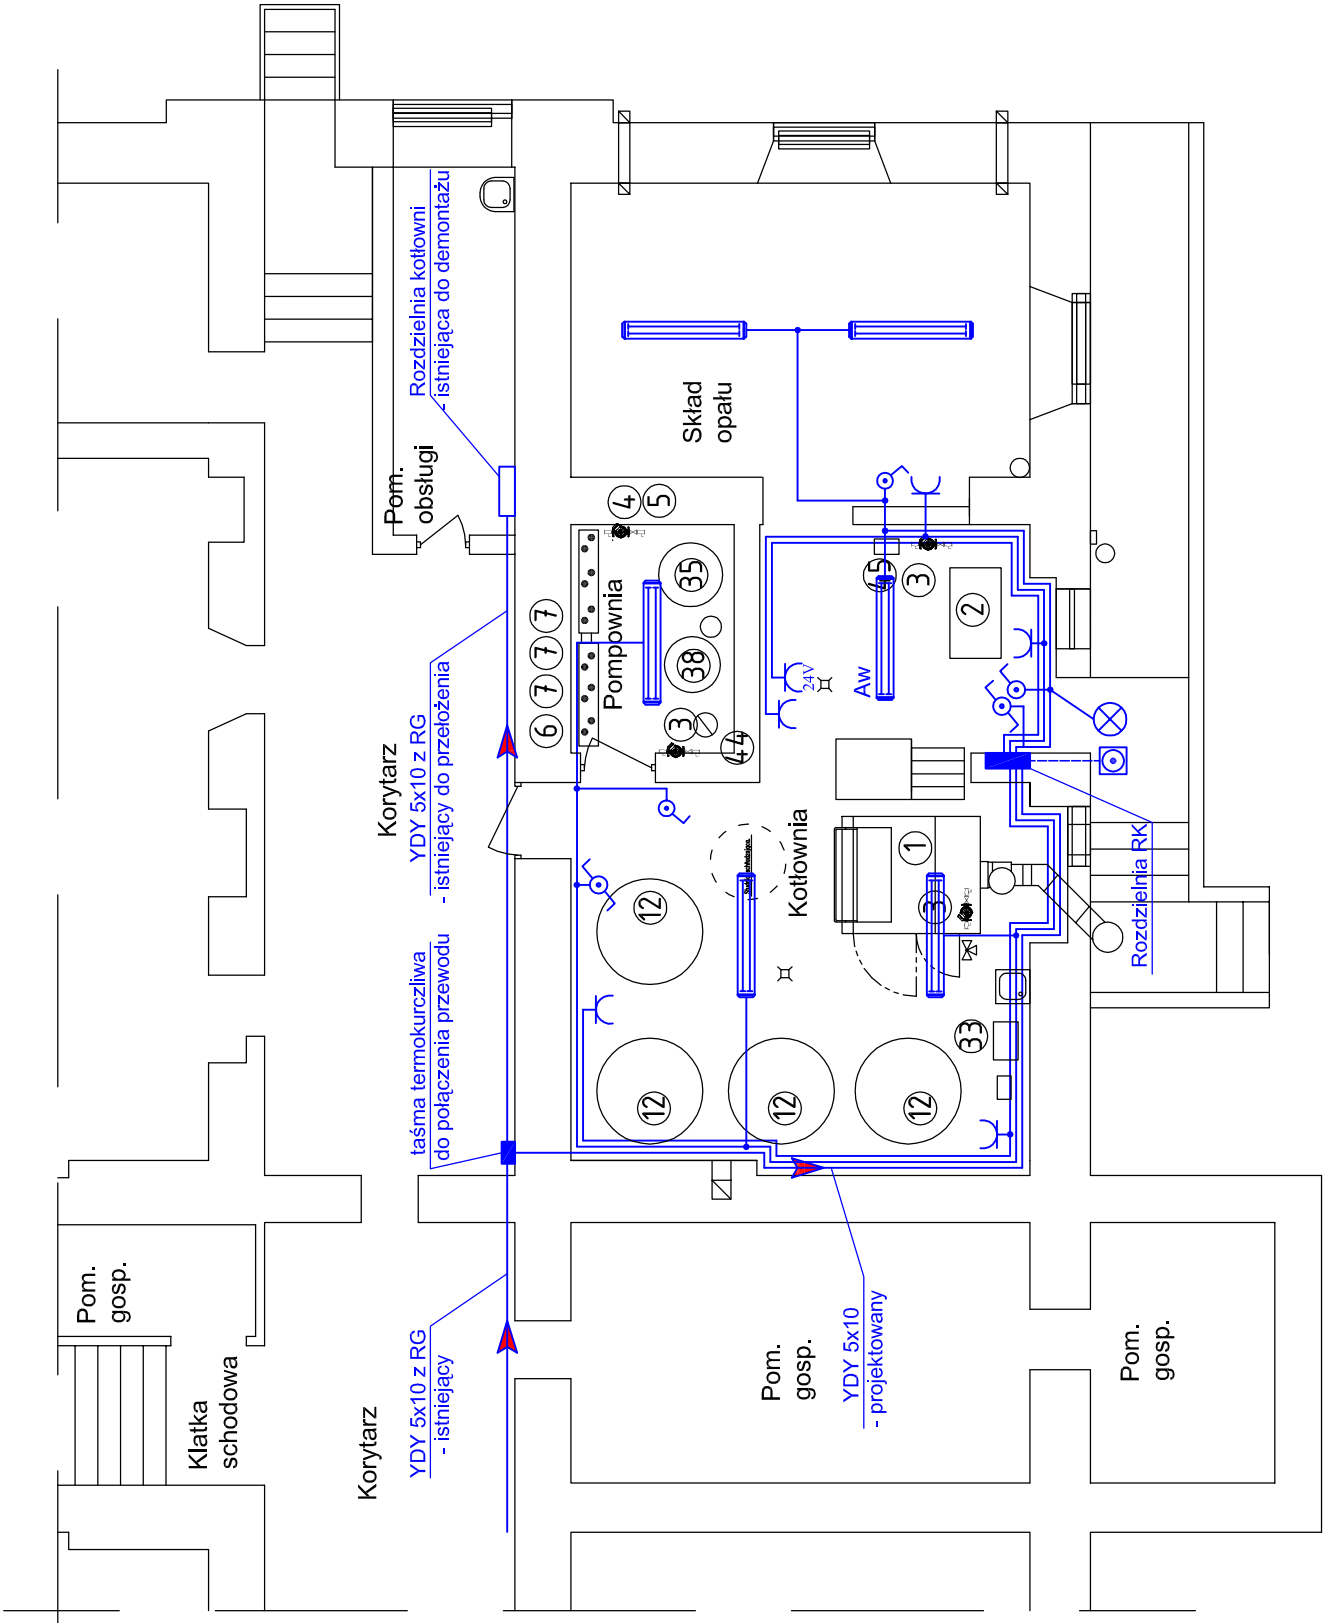 Pom.
gosp.
Klatka
schodowa
Korytarz
YDY 5x10 z RG
- istniejący
taśma termokurczliwa
do połączenia przewodu
Korytarz
YDY 5x10 z RG
- istniejący do przełożenia
Rozdzielnia kotłowni
- istniejąca do demontażu
Pom.
obsługi
6
7
7
7
4
5
Pompownia
3
38
35
44
Skład
opału
12
12
12
12
Kotłownia
24V
Aw
45
3
2
1
3
33
Rozdzielnia RK
Pom.
gosp.
YDY 5x10
- projektowany
Pom.
gosp.